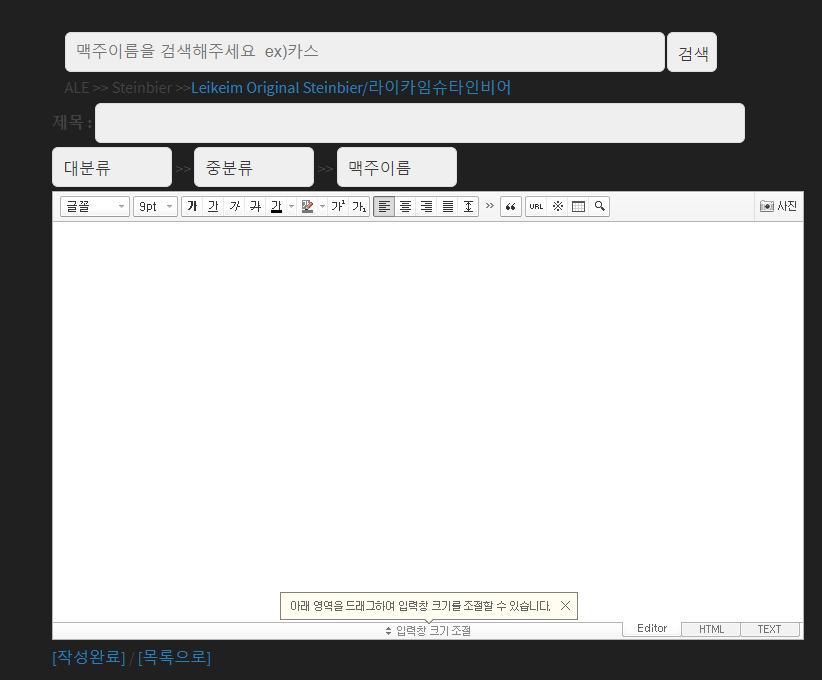 맥주이름을 검색해주세요 ex)카스 검색
ALE >> Steinbier >>Leikeim Original Steinbier/라이카임슈타인비어
제목 :
대분류 >> 중분류 >> 맥주이름
글꼴 9pt 가 가 가 가 가 가¹ 가₁ » “ URL ※ 사진
아래 영역을 드래그하여 입력창 크기를 조절할 수 있습니다.
입력창 크기 조절 Editor HTML TEXT
[작성완료] / [목록으로]